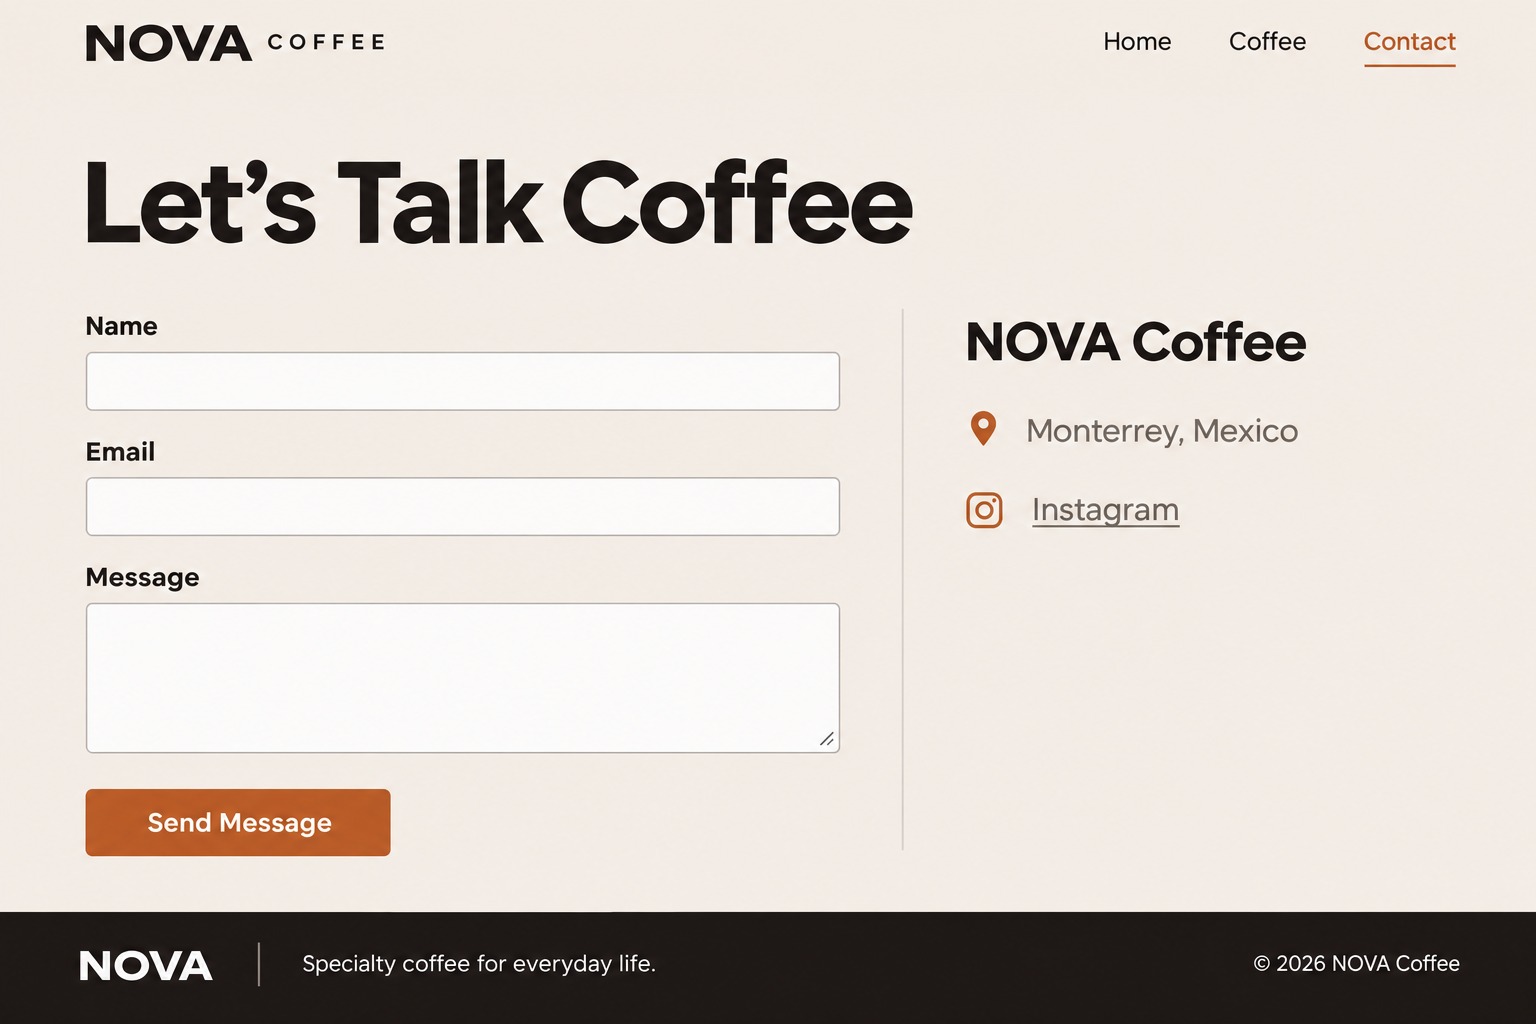 NOVA COFFEE
Home Coffee Contact
Let’s Talk Coffee
Name
Email
Message
Send Message
NOVA Coffee
Monterrey, Mexico
Instagram
NOVA
Specialty coffee for everyday life.
© 2026 NOVA Coffee